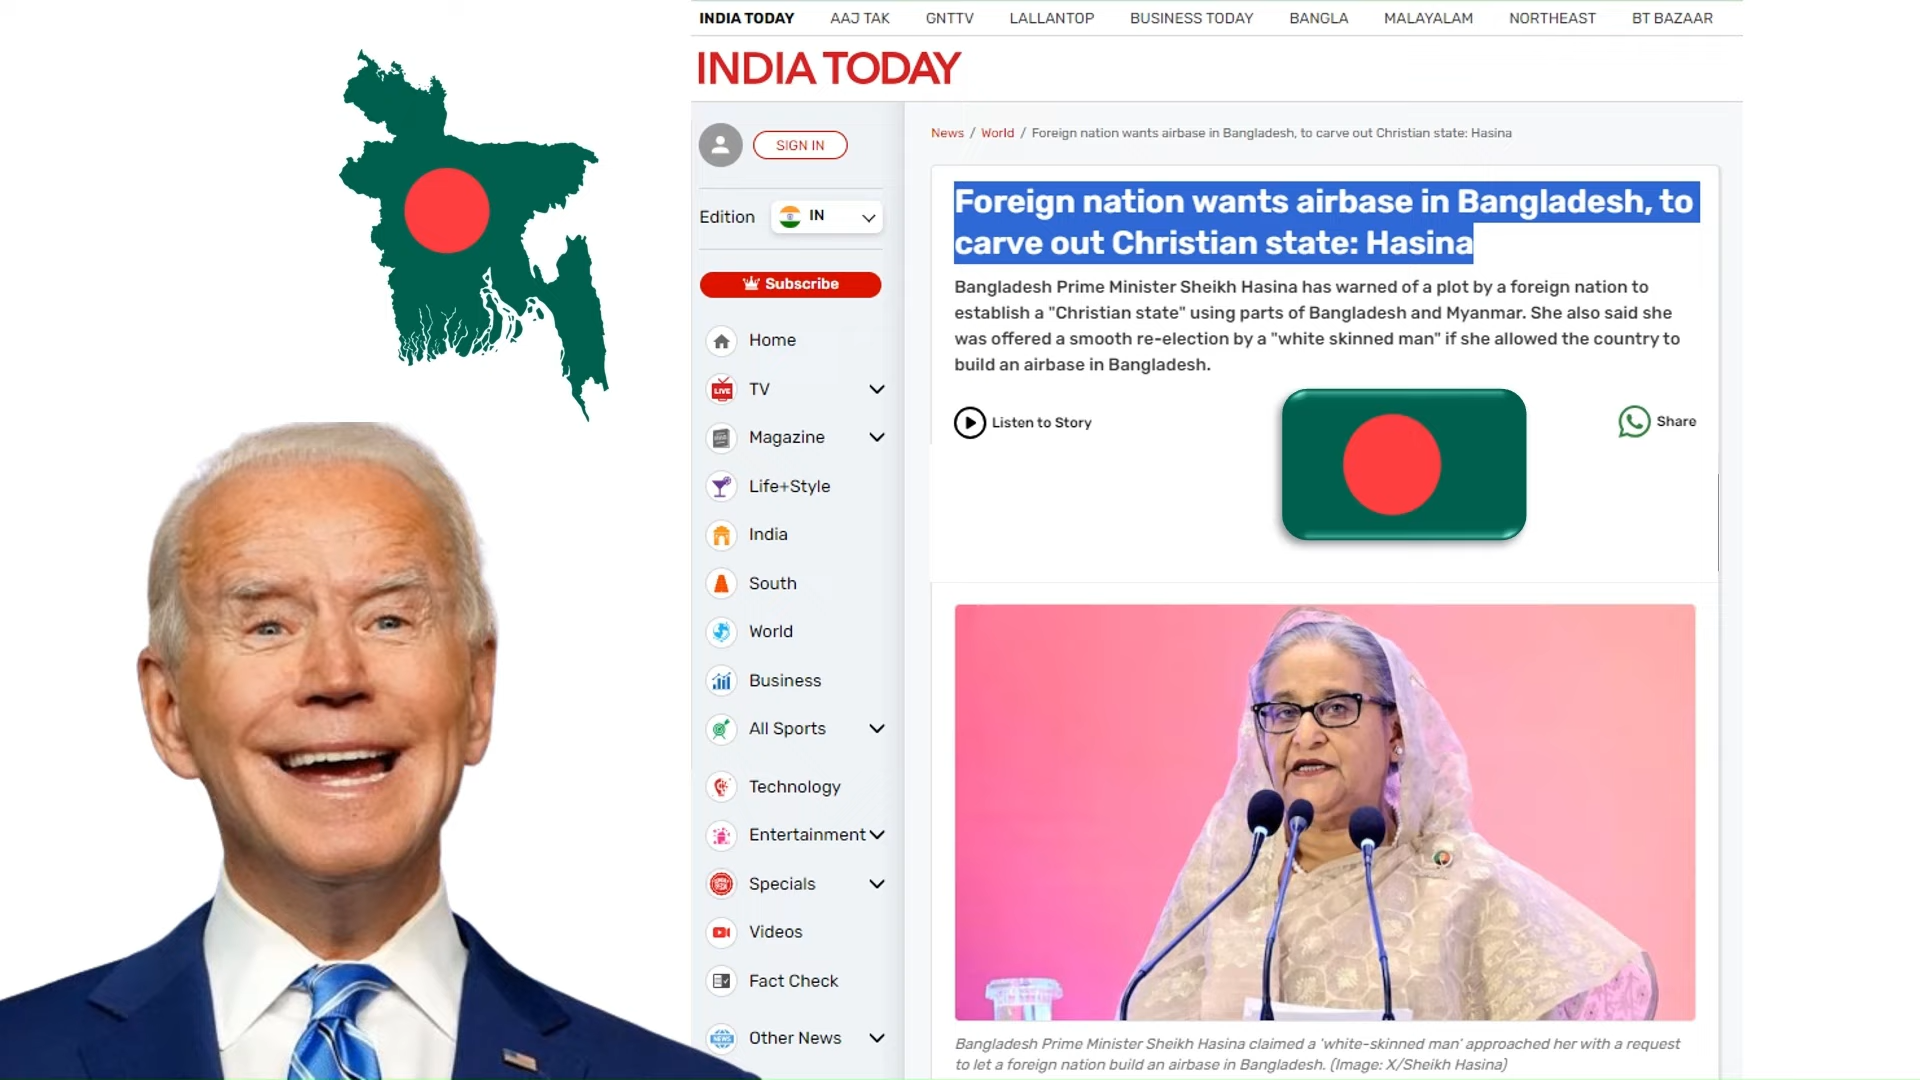 INDIA TODAY AAJ TAK GNTTV LALLANTOP BUSINESS TODAY BANGLA MALAYALAM NORTHEAST BT BAZAAR
INDIA TODAY
News / World / Foreign nation wants airbase in Bangladesh, to carve out Christian state: Hasina
SIGN IN
Edition IN
Subscribe
Home
LIVE TV
Magazine
Life+Style
India
South
World
Business
All Sports
Technology
Entertainment
Specials
Videos
Fact Check
NEWS Other News
Foreign nation wants airbase in Bangladesh, to
carve out Christian state: Hasina
Bangladesh Prime Minister Sheikh Hasina has warned of a plot by a foreign nation to
establish a "Christian state" using parts of Bangladesh and Myanmar. She also said she
was offered a smooth re-election by a "white skinned man" if she allowed the country to
build an airbase in Bangladesh.
Listen to Story
Share
Bangladesh Prime Minister Sheikh Hasina claimed a 'white-skinned man' approached her with a request
to let a foreign nation build an airbase in Bangladesh. (Image: X/Sheikh Hasina)